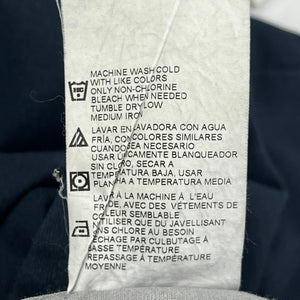 MACHINE WASH COLD
WITH LIKE COLORS
ONLY NON-CHLORINE
BLEACH WHEN NEEDED
TUMBLE DRY LOW
MEDIUM IRON
LAVAR EN LAVADORA CON AGUA
FRÍA, CON COLORES SIMILARES
CUANDO SEA NECESARIO,
USAR ÚNICAMENTE BLANQUEADOR
SIN CLORO, SECAR A
TEMPERATURA BAJA, USAR
PLANCHA A TEMPERATURA MEDIA
LAVER À LA MACHINE À L'EAU
FROIDE, AVEC DES VÊTEMENTS DE
COULEUR SEMBLABLE
N'UTILISER QUE DU JAVELLISANT
SANS CHLORE AU BESOIN
SÉCHAGE PAR CULBUTAGE À
BASSE TEMPÉRATURE
REPASSAGE À TEMPÉRATURE
MOYENNE